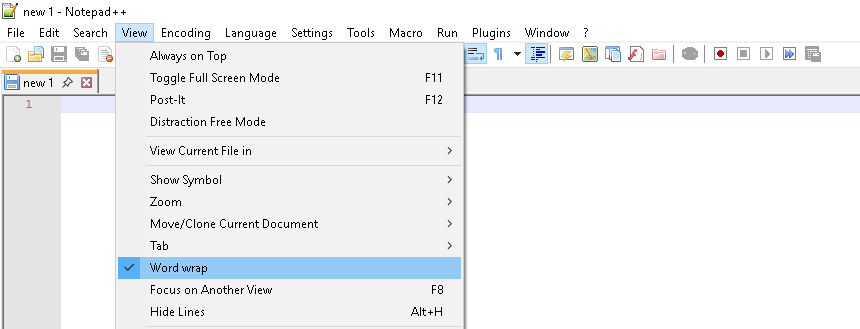 new 1 - Notepad++
File Edit Search View Encoding Language Settings Tools Macro Run Plugins Window ?
new 1
1
Always on Top
Toggle Full Screen Mode F11
Post-It F12
Distraction Free Mode
View Current File in
Show Symbol
Zoom
Move/Clone Current Document
Tab
Word wrap
Focus on Another View F8
Hide Lines Alt+H